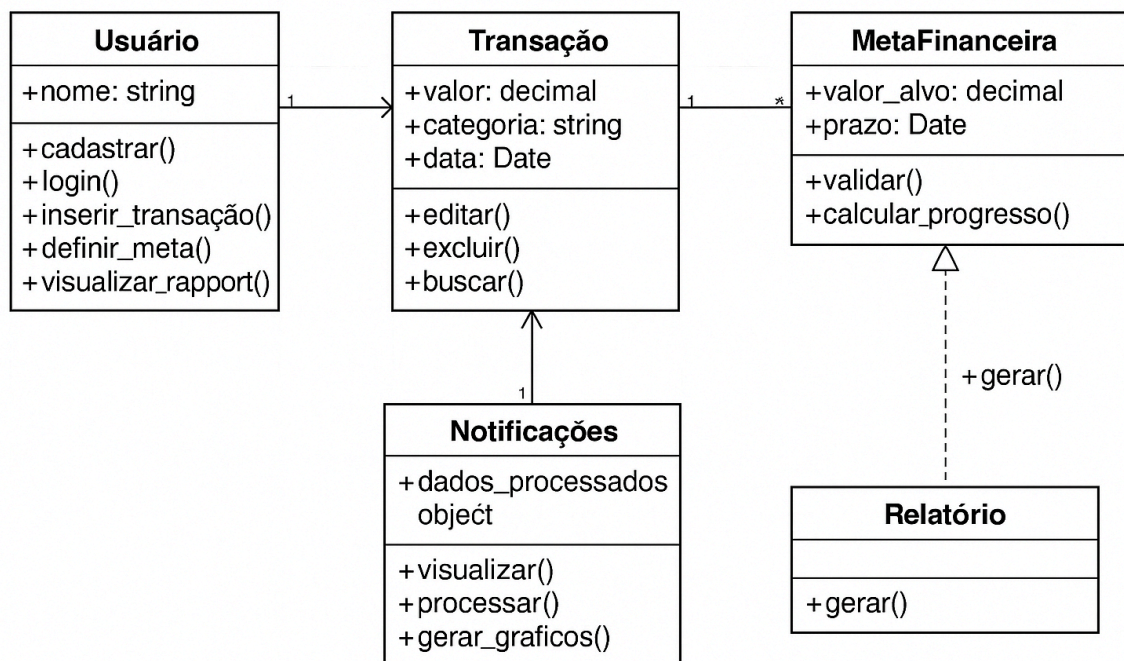 Usuário
+nome: string
+cadastrar()
+login()
+inserir_transação()
+definir_meta()
+visualizar_rapport()
1
Transação
+valor: decimal
+categoria: string
+data: Date
+editar()
+excluir()
+buscar()
1
*
MetaFinanceira
+valor_alvo: decimal
+prazo: Date
+validar()
+calcular_progresso()
+gerar()
1
Notificações
+dados_processados
objećt
+visualizar()
+processar()
+gerar_graficos()
Relatório
+gerar()